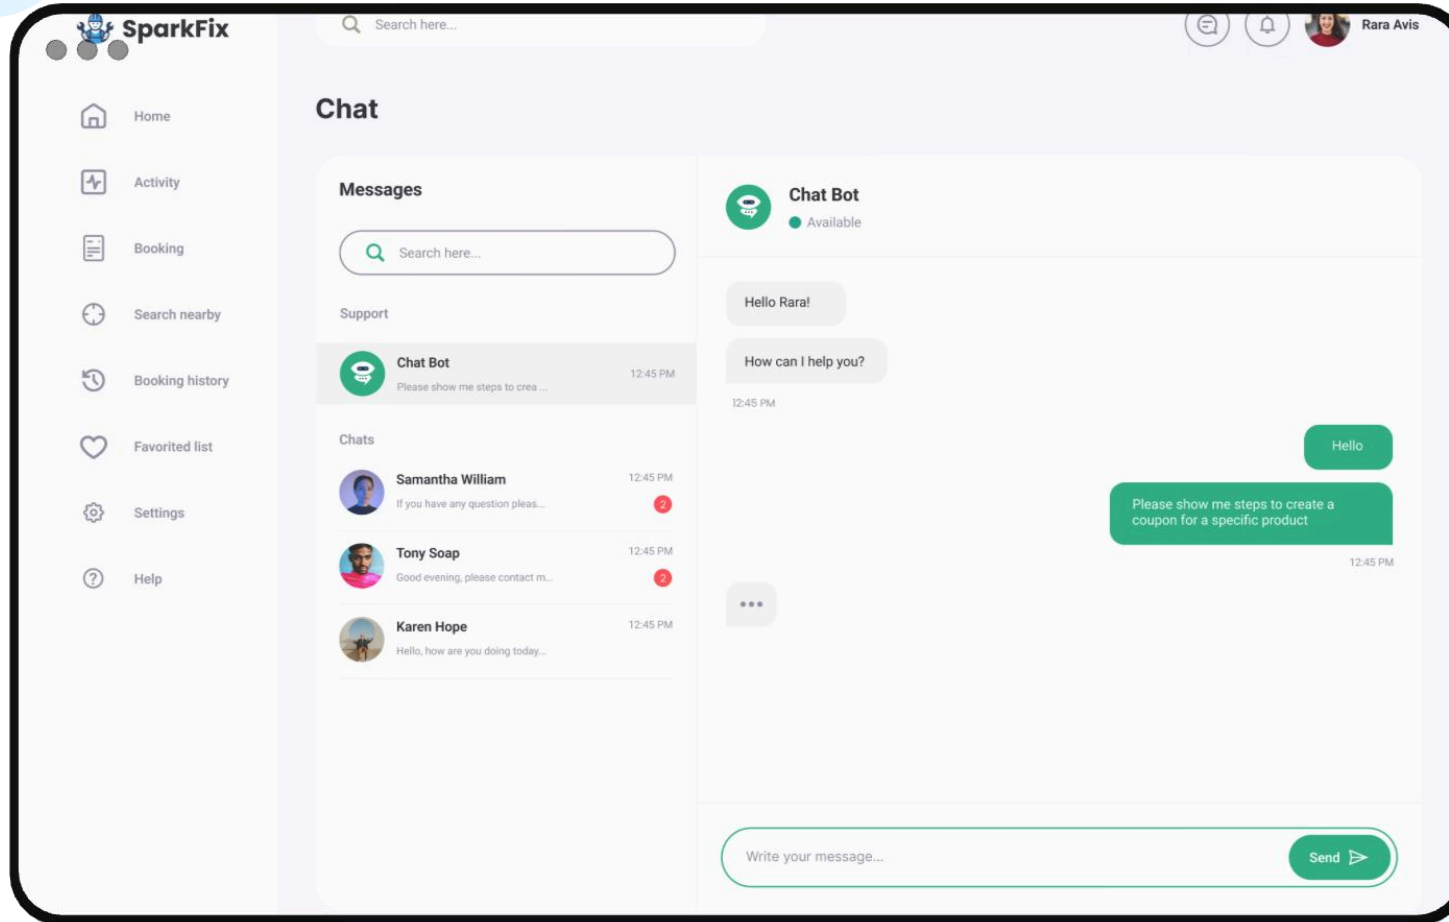 SparkFix
Search here...
Rara Avis
Home
Activity
Booking
Search nearby
Booking history
Favorited list
Settings
Help
Chat
Messages
Search here...
Support
Chat Bot
12:45 PM
Please show me steps to crea ...
Chats
Samantha William
12:45 PM
If you have any question pleas...
2
Tony Soap
12:45 PM
Good evening, please contact m...
2
Karen Hope
12:45 PM
Hello, how are you doing today...
Chat Bot
Available
Hello Rara!
How can I help you?
12:45 PM
Hello
Please show me steps to create a
coupon for a specific product
12:45 PM
Write your message...
Send